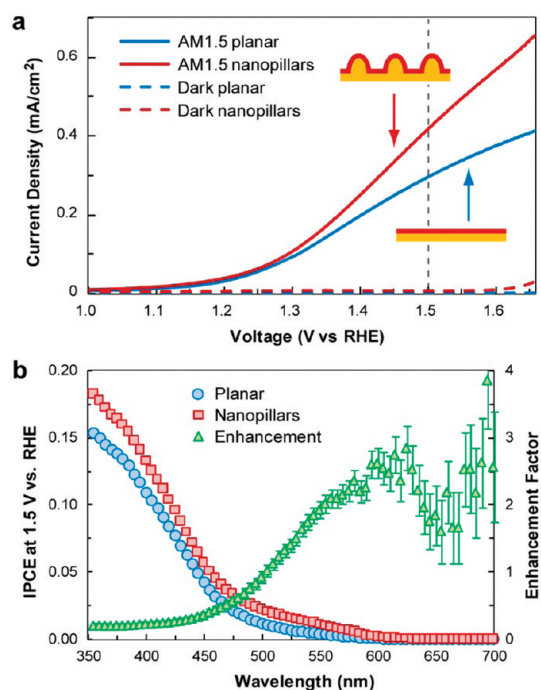 a
AM1.5 planar
AM1.5 nanopillars
Dark planar
Dark nanopillars
Current Density (mA/cm²)
0.6
0.4
0.2
0
1.0
1.1
1.2
1.3
1.4
1.5
1.6
Voltage (V vs RHE)
b
Planar
Nanopillars
Enhancement
IPCE at 1.5 V vs. RHE
0.20
0.15
0.10
0.05
0.00
Enhancement Factor
4
3
2
1
0
350
400
450
500
550
600
650
700
Wavelength (nm)